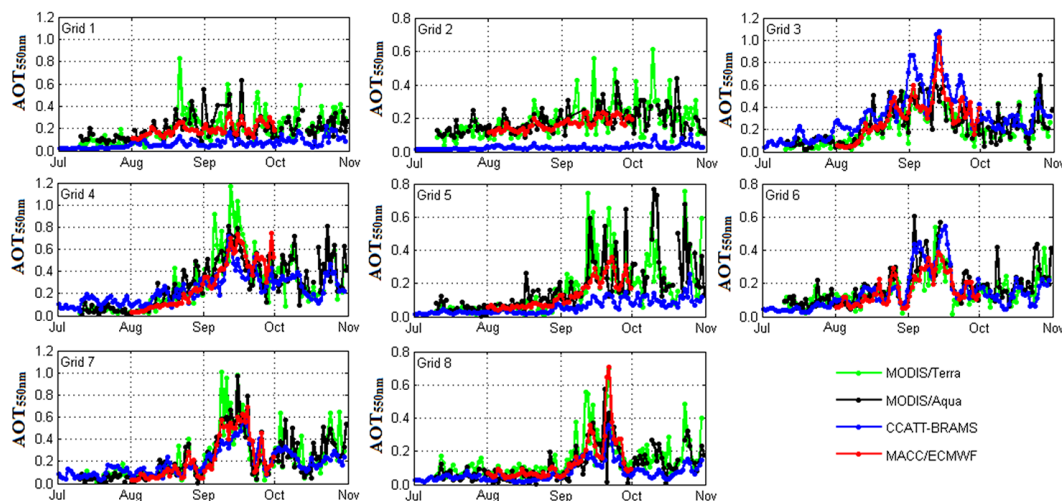 AOT550nm
1.2
1.0
0.8
0.6
0.4
0.2
0.0
Grid 1
Jul Aug Sep Oct Nov
0.8
0.6
0.4
0.2
0.0
Grid 2
Jul Aug Sep Oct Nov
AOT550nm
1.2
1.0
0.8
0.6
0.4
0.2
0.0
Grid 3
Jul Aug Sep Oct Nov
AOT550nm
1.2
1.0
0.8
0.6
0.4
0.2
0.0
Grid 4
Jul Aug Sep Oct Nov
AOT550nm
0.8
0.6
0.4
0.2
0.0
Grid 5
Jul Aug Sep Oct Nov
AOT550nm
0.8
0.6
0.4
0.2
0.0
Grid 6
Jul Aug Sep Oct Nov
AOT550nm
1.2
1.0
0.8
0.6
0.4
0.2
0.0
Grid 7
Jul Aug Sep Oct Nov
AOT550nm
0.8
0.6
0.4
0.2
0.0
Grid 8
Jul Aug Sep Oct Nov
AOT550nm
MODIS/Terra
MODIS/Aqua
CCATT-BRAMS
MACC/ECMWF